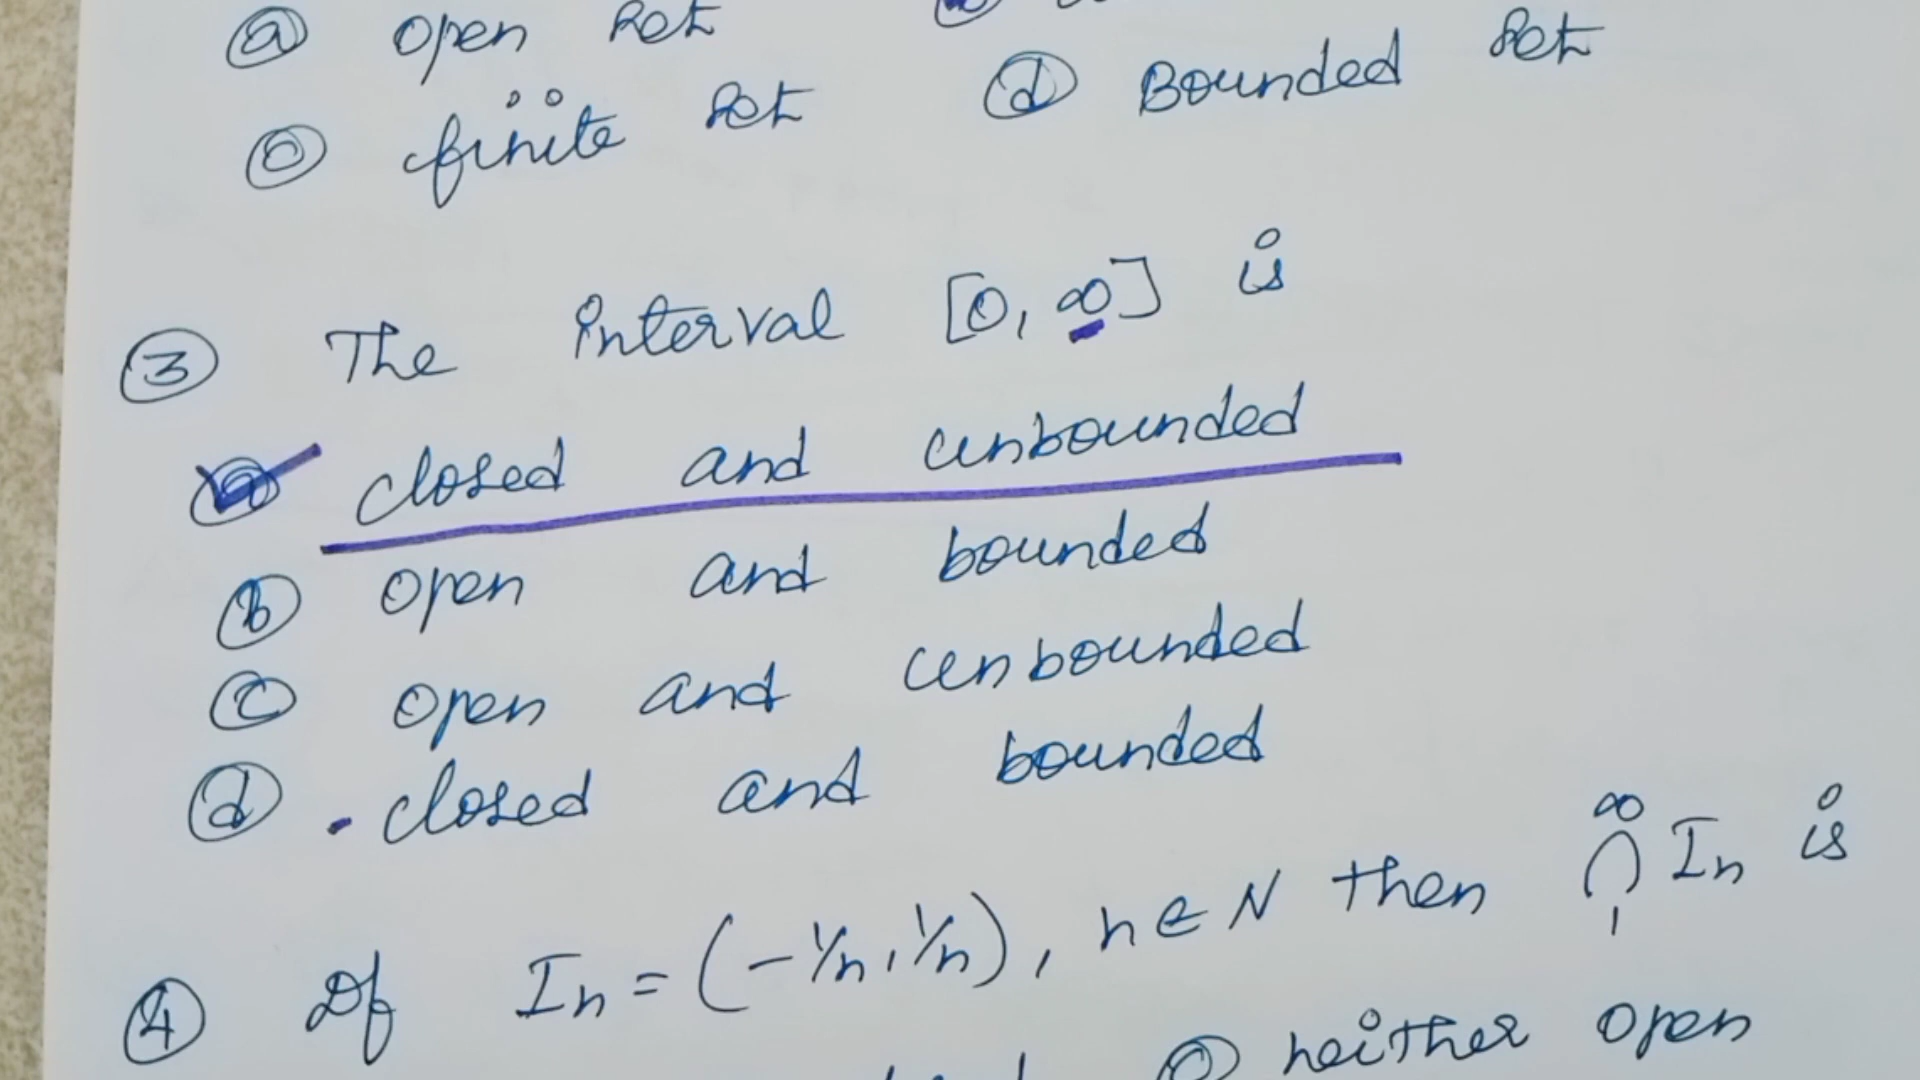 ⓐ open set
ⓓ Bounded set
ⓒ finite set
③ The interval [0, ∞] is
ⓐ closed and unbounded
ⓑ open and bounded
ⓒ open and unbounded
ⓓ closed and bounded
④ If Iₙ = (-1/n, 1/n), n ∈ N then ∞ ∩ 1 Iₙ is
ⓒ neither open